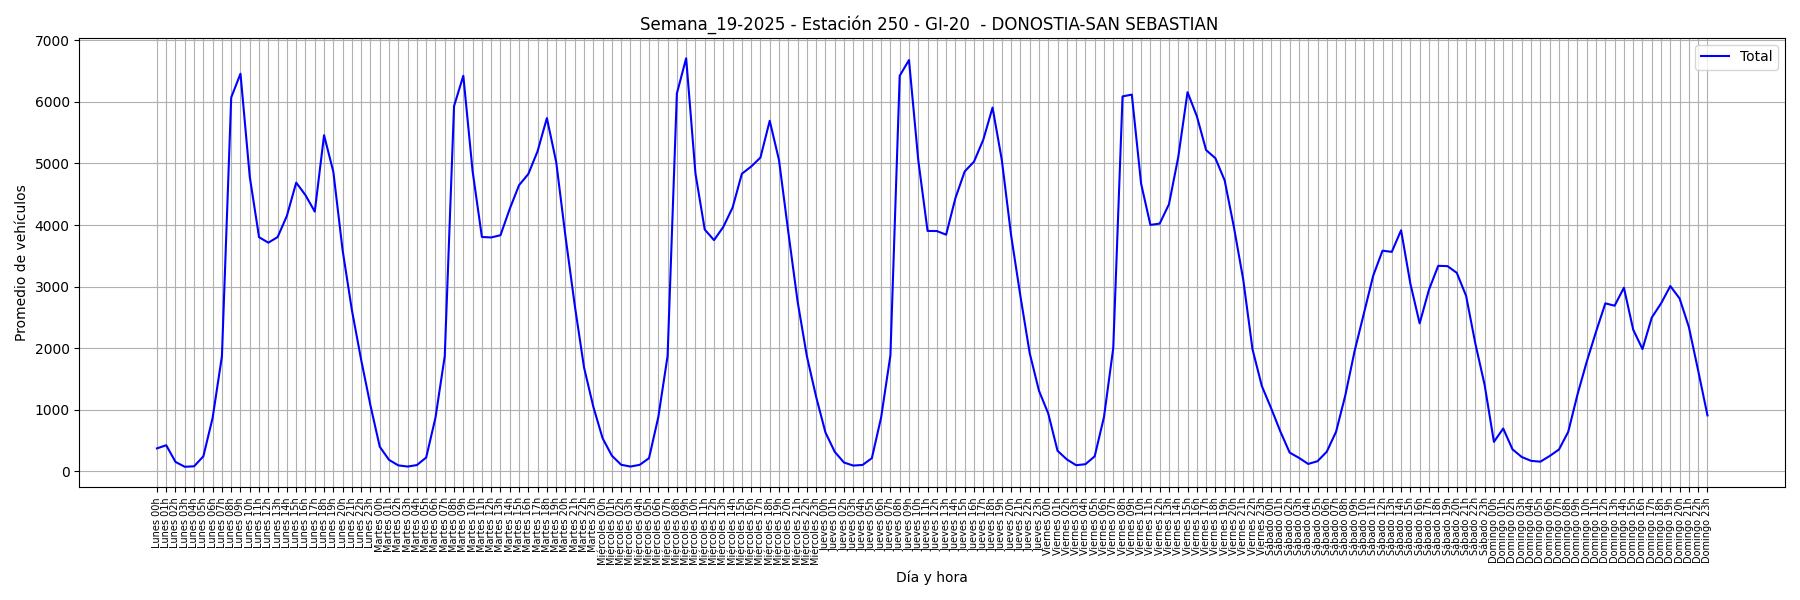 Semana_19-2025 - Estación 250 - GI-20 - DONOSTIA-SAN SEBASTIAN
Total
Promedio de vehículos
7000
6000
5000
4000
3000
2000
1000
0
Lunes 00h
Lunes 01h
Lunes 02h
Lunes 03h
Lunes 04h
Lunes 05h
Lunes 06h
Lunes 07h
Lunes 08h
Lunes 09h
Lunes 10h
Lunes 11h
Lunes 12h
Lunes 13h
Lunes 14h
Lunes 15h
Lunes 16h
Lunes 17h
Lunes 18h
Lunes 19h
Lunes 20h
Lunes 21h
Lunes 22h
Lunes 23h
Martes 00h
Martes 01h
Martes 02h
Martes 03h
Martes 04h
Martes 05h
Martes 06h
Martes 07h
Martes 08h
Martes 09h
Martes 10h
Martes 11h
Martes 12h
Martes 13h
Martes 14h
Martes 15h
Martes 16h
Martes 17h
Martes 18h
Martes 19h
Martes 20h
Martes 21h
Martes 22h
Martes 23h
Miércoles 00h
Miércoles 01h
Miércoles 02h
Miércoles 03h
Miércoles 04h
Miércoles 05h
Miércoles 06h
Miércoles 07h
Miércoles 08h
Miércoles 09h
Miércoles 10h
Miércoles 11h
Miércoles 12h
Miércoles 13h
Miércoles 14h
Miércoles 15h
Miércoles 16h
Miércoles 17h
Miércoles 18h
Miércoles 19h
Miércoles 20h
Miércoles 21h
Miércoles 22h
Miércoles 23h
Jueves 00h
Jueves 01h
Jueves 02h
Jueves 03h
Jueves 04h
Jueves 05h
Jueves 06h
Jueves 07h
Jueves 08h
Jueves 09h
Jueves 10h
Jueves 11h
Jueves 12h
Jueves 13h
Jueves 14h
Jueves 15h
Jueves 16h
Jueves 17h
Jueves 18h
Jueves 19h
Jueves 20h
Jueves 21h
Jueves 22h
Jueves 23h
Viernes 00h
Viernes 01h
Viernes 02h
Viernes 03h
Viernes 04h
Viernes 05h
Viernes 06h
Viernes 07h
Viernes 08h
Viernes 09h
Viernes 10h
Viernes 11h
Viernes 12h
Viernes 13h
Viernes 14h
Viernes 15h
Viernes 16h
Viernes 17h
Viernes 18h
Viernes 19h
Viernes 20h
Viernes 21h
Viernes 22h
Viernes 23h
Sábado 00h
Sábado 01h
Sábado 02h
Sábado 03h
Sábado 04h
Sábado 05h
Sábado 06h
Sábado 07h
Sábado 08h
Sábado 09h
Sábado 10h
Sábado 11h
Sábado 12h
Sábado 13h
Sábado 14h
Sábado 15h
Sábado 16h
Sábado 17h
Sábado 18h
Sábado 19h
Sábado 20h
Sábado 21h
Sábado 22h
Sábado 23h
Domingo 00h
Domingo 01h
Domingo 02h
Domingo 03h
Domingo 04h
Domingo 05h
Domingo 06h
Domingo 07h
Domingo 08h
Domingo 09h
Domingo 10h
Domingo 11h
Domingo 12h
Domingo 13h
Domingo 14h
Domingo 15h
Domingo 16h
Domingo 17h
Domingo 18h
Domingo 19h
Domingo 20h
Domingo 21h
Domingo 22h
Domingo 23h
Día y hora